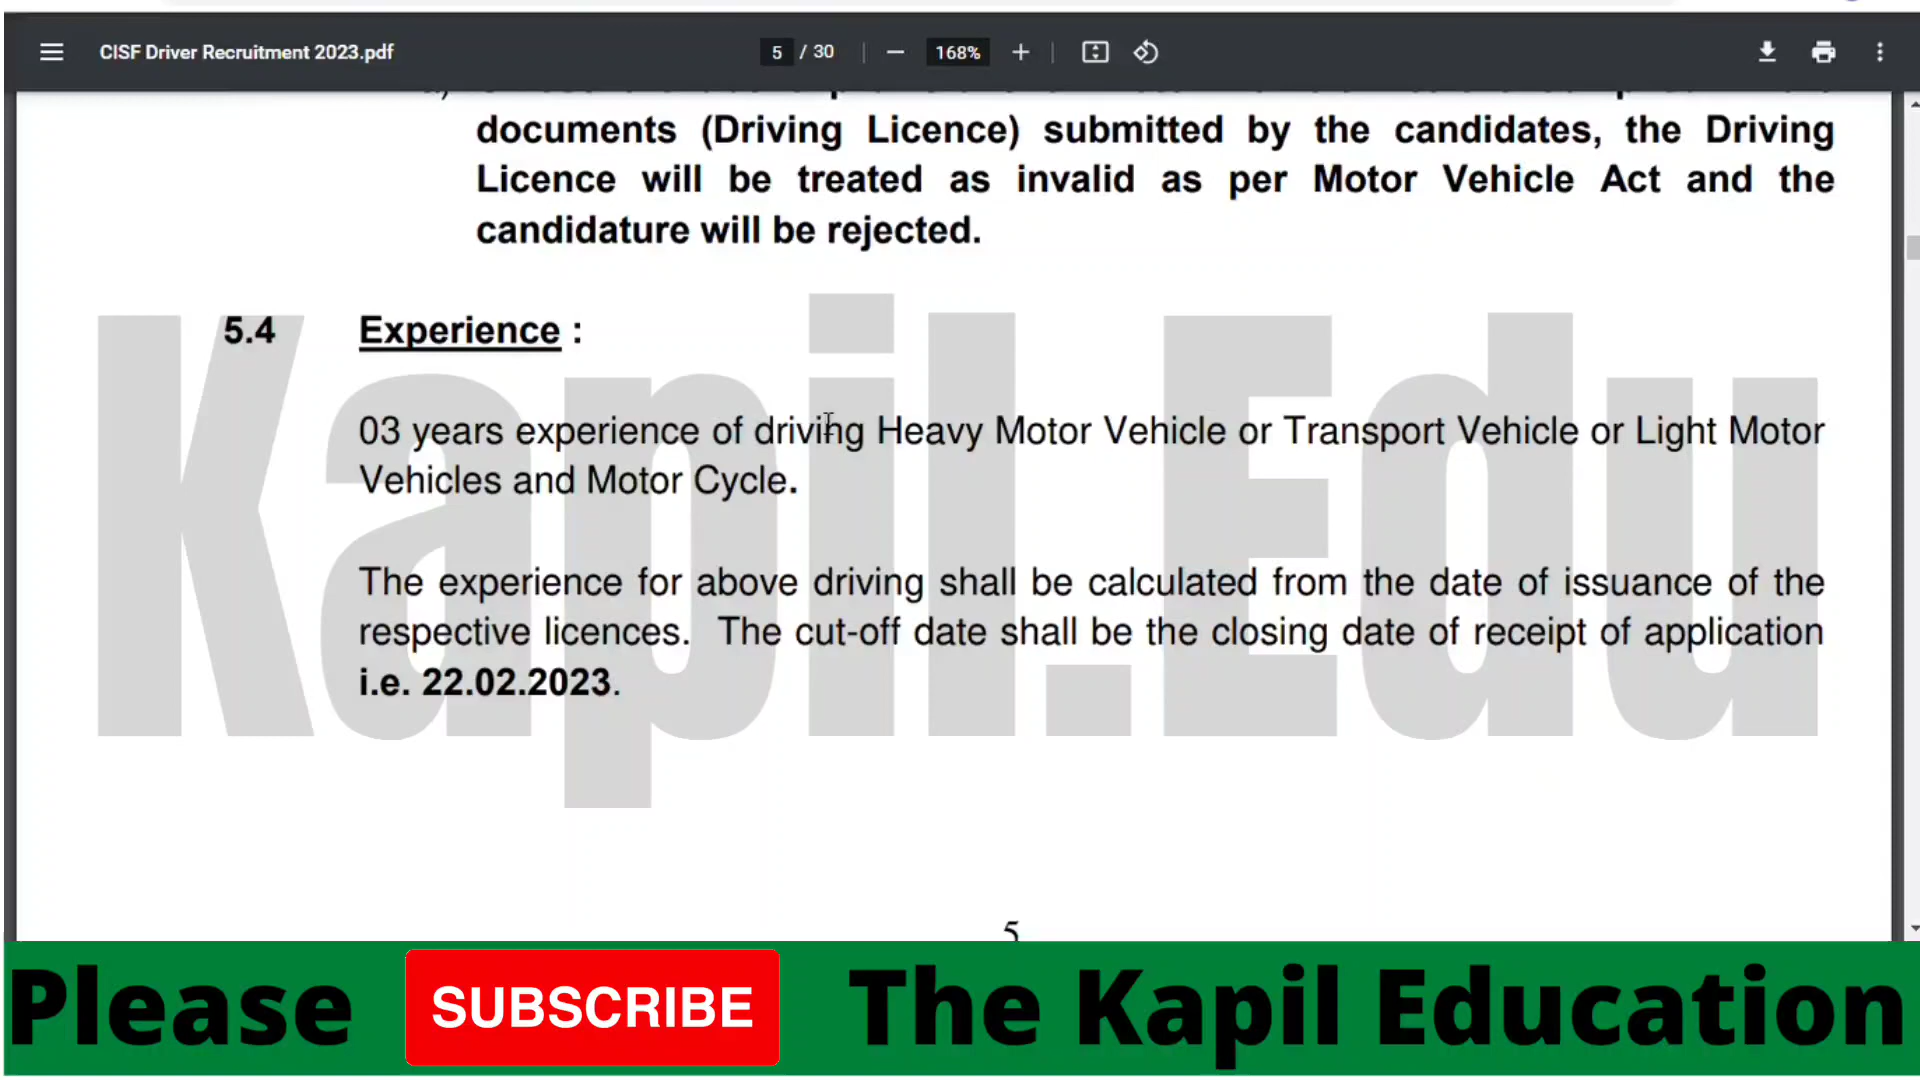 CISF Driver Recruitment 2023.pdf
5 / 30
168%
documents (Driving Licence) submitted by the candidates, the Driving
Licence will be treated as invalid as per Motor Vehicle Act and the
candidature will be rejected.
5.4 Experience :
03 years experience of driving Heavy Motor Vehicle or Transport Vehicle or Light Motor
Vehicles and Motor Cycle.
The experience for above driving shall be calculated from the date of issuance of the
respective licences. The cut-off date shall be the closing date of receipt of application
i.e. 22.02.2023.
Kapil.Edu
5
Please SUBSCRIBE The Kapil Education